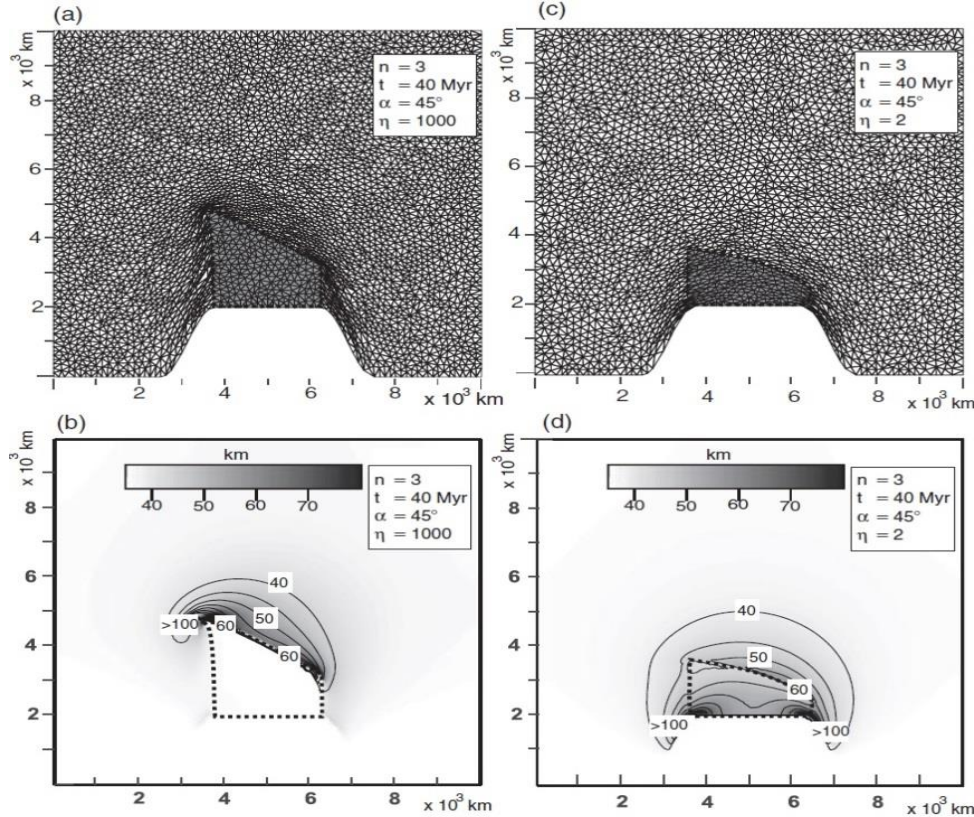 (a)
x 10³ km
8
6
4
2
n = 3
t = 40 Myr
α = 45°
η = 1000
2
4
6
x 10³ km
(c)
x 10³ km
8
6
4
2
n = 3
t = 40 Myr
α = 45°
η = 2
2
4
6
x 10³ km
(b)
x 10³ km
8
6
4
2
km
40 50 60 70
n = 3
t = 40 Myr
α = 45°
η = 1000
40
50
>100
60
60
2 4 6 8
x 10³ km
(d)
x 10³ km
8
6
4
2
km
40 50 60 70
n = 3
t = 40 Myr
α = 45°
η = 2
40
50
60
>100
>100
2 4 6 8
x 10³ km